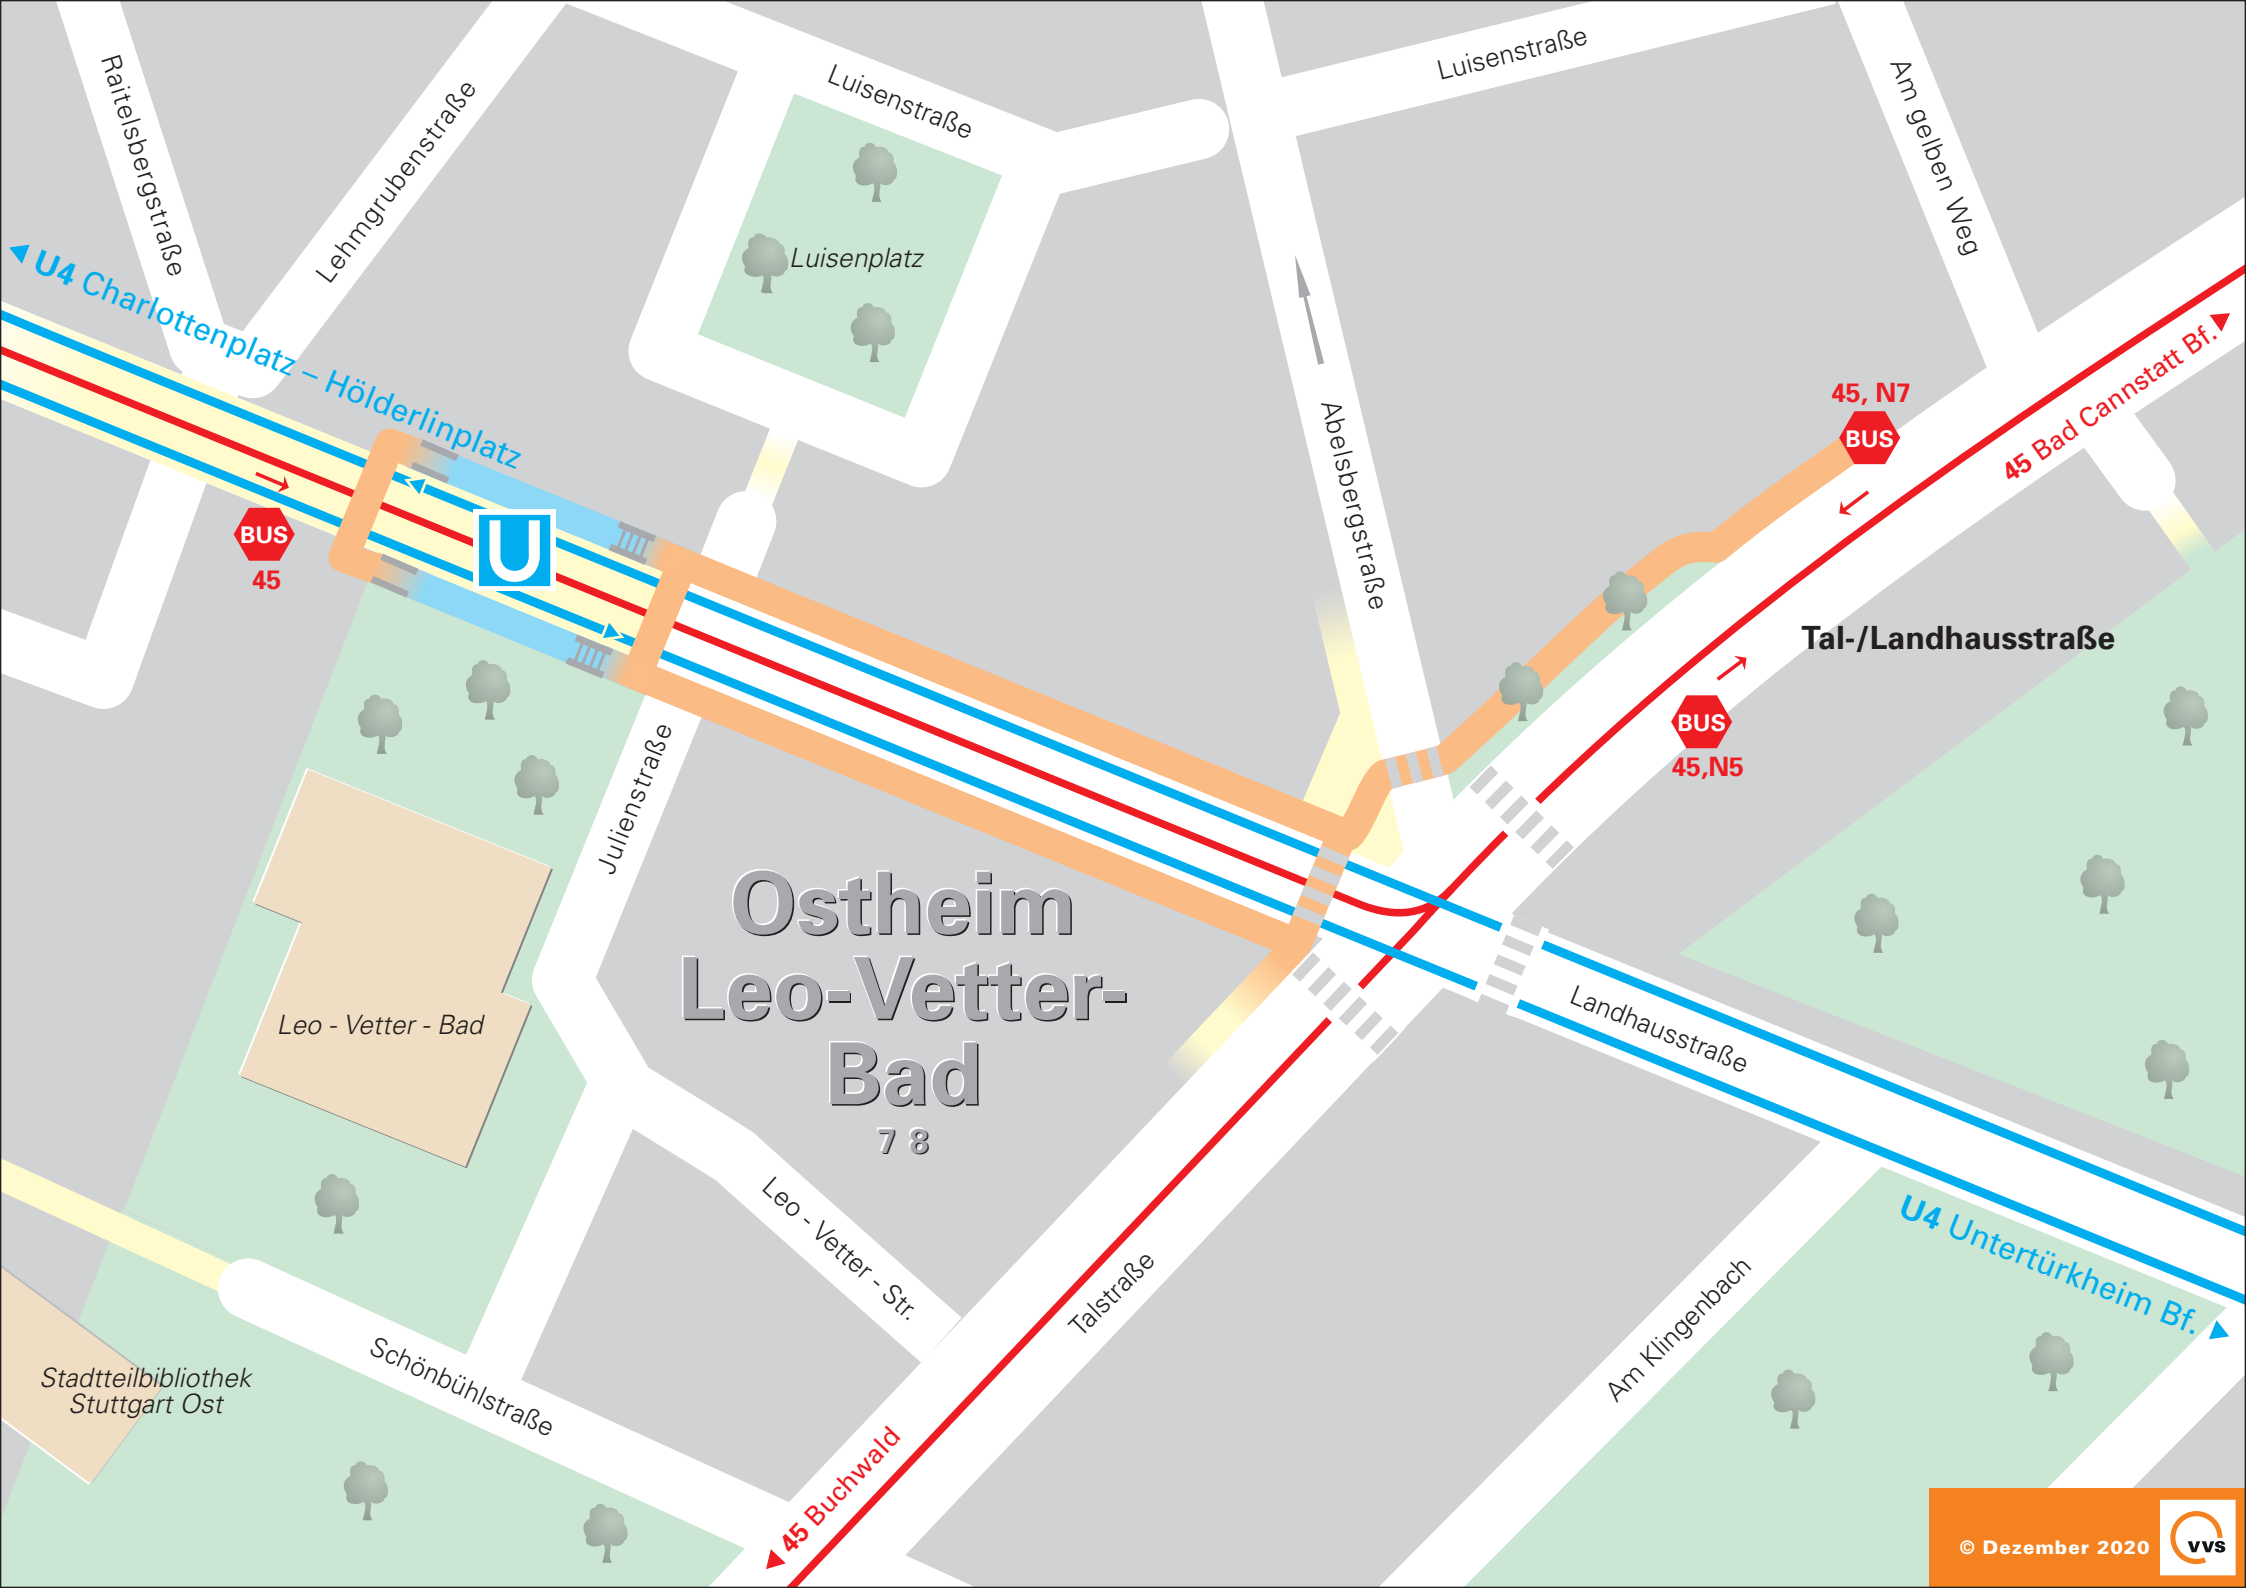 Raitelsbergstraße
Lehmgrubenstraße
Luisenstraße
Luisenstraße
Am gelben Weg
Luisenplatz
U4 Charlottenplatz – Hölderlinplatz
Abelsbergstraße
45, N7
BUS
45 Bad Cannstatt Bf.
BUS
45
U
Tal-/Landhausstraße
BUS
45,N5
Julienstraße
Ostheim
Leo-Vetter-
Bad
7 8
Leo - Vetter - Bad
Landhausstraße
Leo - Vetter - Str.
Talstraße
U4 Untertürkheim Bf.
Am Klingenbach
Stadtteilbibliothek
Stuttgart Ost
Schönbühlstraße
45 Buchwald
© Dezember 2020
vvs